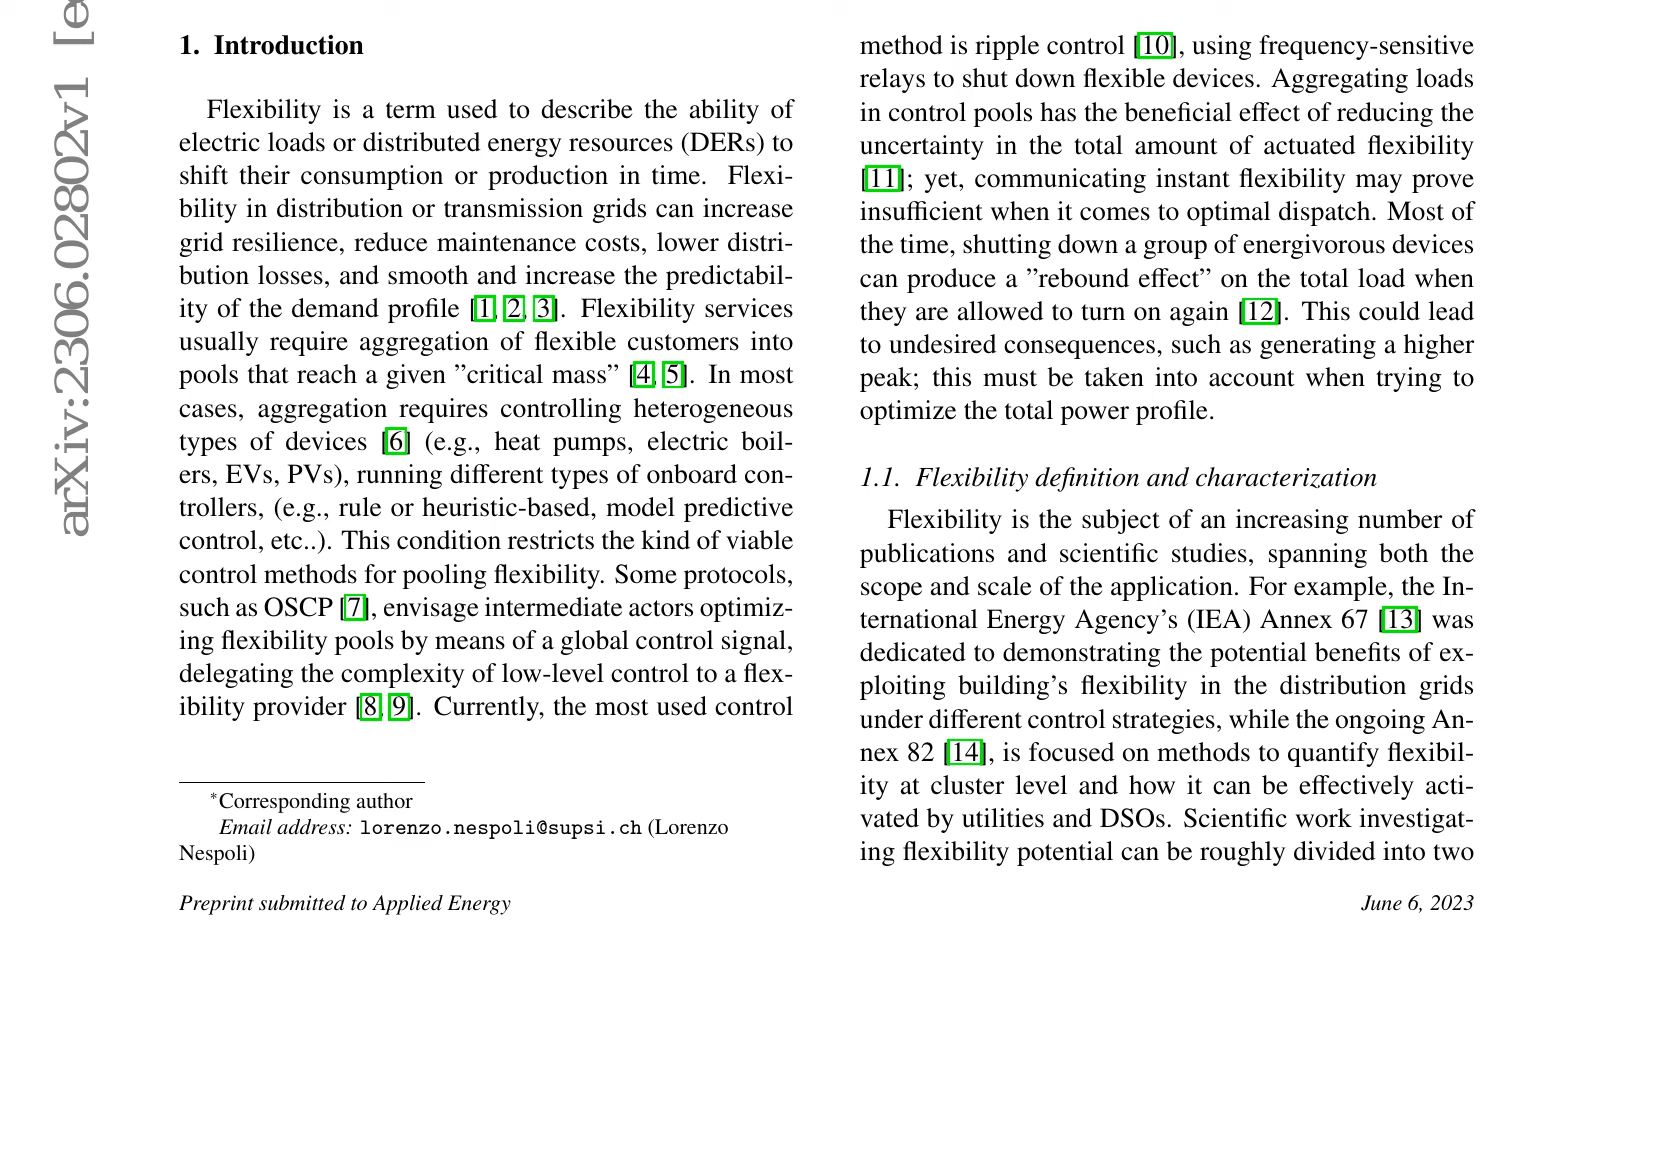 arXiv:2306.02802v1 [e
1. Introduction
Flexibility is a term used to describe the ability of
electric loads or distributed energy resources (DERs) to
shift their consumption or production in time. Flexi-
bility in distribution or transmission grids can increase
grid resilience, reduce maintenance costs, lower distri-
bution losses, and smooth and increase the predictabil-
ity of the demand profile [1, 2, 3]. Flexibility services
usually require aggregation of flexible customers into
pools that reach a given ”critical mass” [4, 5]. In most
cases, aggregation requires controlling heterogeneous
types of devices [6] (e.g., heat pumps, electric boil-
ers, EVs, PVs), running different types of onboard con-
trollers, (e.g., rule or heuristic-based, model predictive
control, etc..). This condition restricts the kind of viable
control methods for pooling flexibility. Some protocols,
such as OSCP [7], envisage intermediate actors optimiz-
ing flexibility pools by means of a global control signal,
delegating the complexity of low-level control to a flex-
ibility provider [8, 9]. Currently, the most used control
*Corresponding author
Email address: lorenzo.nespoli@supsi.ch (Lorenzo
Nespoli)
method is ripple control [10], using frequency-sensitive
relays to shut down flexible devices. Aggregating loads
in control pools has the beneficial effect of reducing the
uncertainty in the total amount of actuated flexibility
[11]; yet, communicating instant flexibility may prove
insufficient when it comes to optimal dispatch. Most of
the time, shutting down a group of energivorous devices
can produce a ”rebound effect” on the total load when
they are allowed to turn on again [12]. This could lead
to undesired consequences, such as generating a higher
peak; this must be taken into account when trying to
optimize the total power profile.
1.1. Flexibility definition and characterization
Flexibility is the subject of an increasing number of
publications and scientific studies, spanning both the
scope and scale of the application. For example, the In-
ternational Energy Agency’s (IEA) Annex 67 [13] was
dedicated to demonstrating the potential benefits of ex-
ploiting building’s flexibility in the distribution grids
under different control strategies, while the ongoing An-
nex 82 [14], is focused on methods to quantify flexibil-
ity at cluster level and how it can be effectively acti-
vated by utilities and DSOs. Scientific work investigat-
ing flexibility potential can be roughly divided into two
Preprint submitted to Applied Energy
June 6, 2023